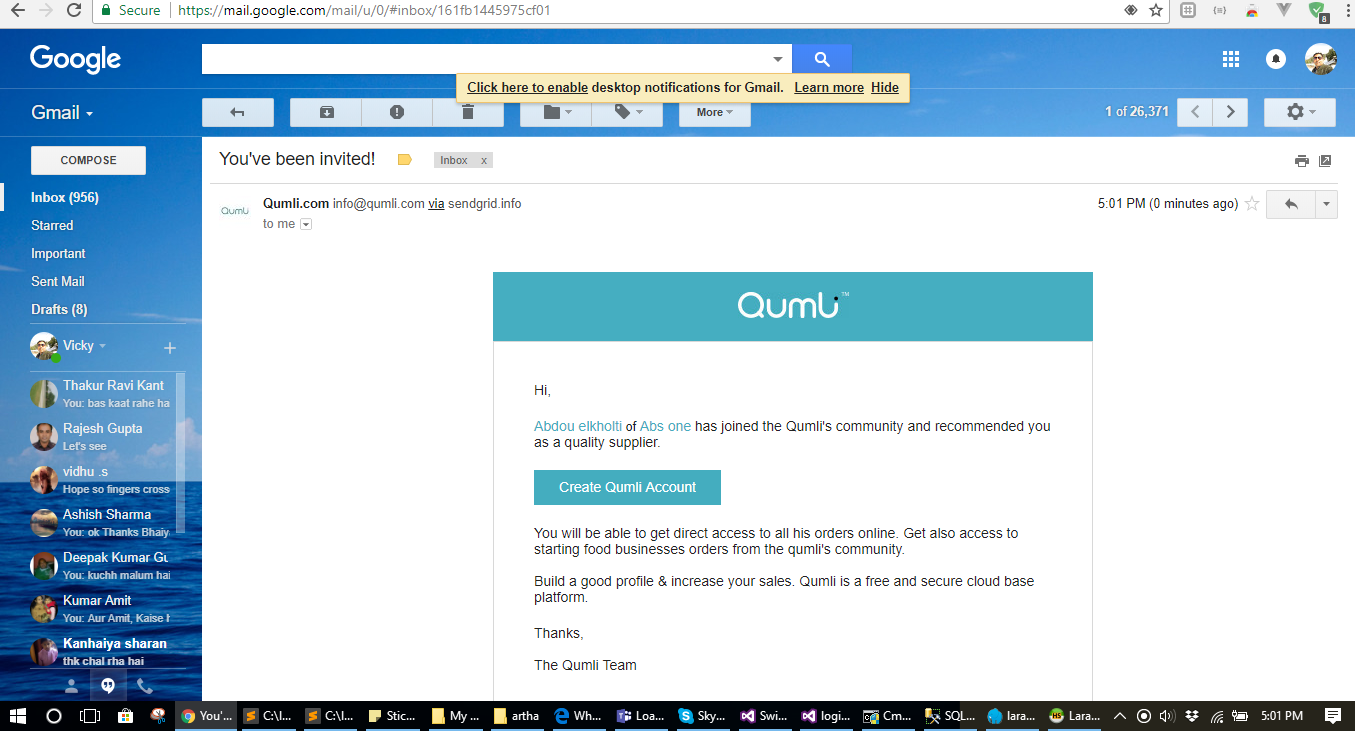 Secure https://mail.google.com/mail/u/0/#inbox/161fb1445975cf01
8
Google
Click here to enable desktop notifications for Gmail. Learn more Hide
Gmail
More
1 of 26,371
COMPOSE
You've been invited!
Inbox x
Inbox (956)
Starred
Important
Sent Mail
Drafts (8)
Qumli
Qumli.com info@qumli.com via sendgrid.info
5:01 PM (0 minutes ago)
to me
Vicky
Thakur Ravi Kant
You: bas kaat rahe ha
Rajesh Gupta
Let's see
vidhu .s
Hope so fingers cross
Ashish Sharma
You: ok Thanks Bhaiy
Deepak Kumar Gu
You: kuchh malum hai
Kumar Amit
You: Aur Amit, Kaise h
Kanhaiya sharan
thk chal rha hai
Qumli™
Hi,
Abdou elkholti of Abs one has joined the Qumli's community and recommended you
as a quality supplier.
Create Qumli Account
You will be able to get direct access to all his orders online. Get also access to
starting food businesses orders from the qumli's community.
Build a good profile & increase your sales. Qumli is a free and secure cloud base
platform.
Thanks,
The Qumli Team
You'... C:\I... C:\I... Stic... My ... artha Wh... Loa... Sky... Swi... logi... Cm... SQL... lara... Lara... 5:01 PM